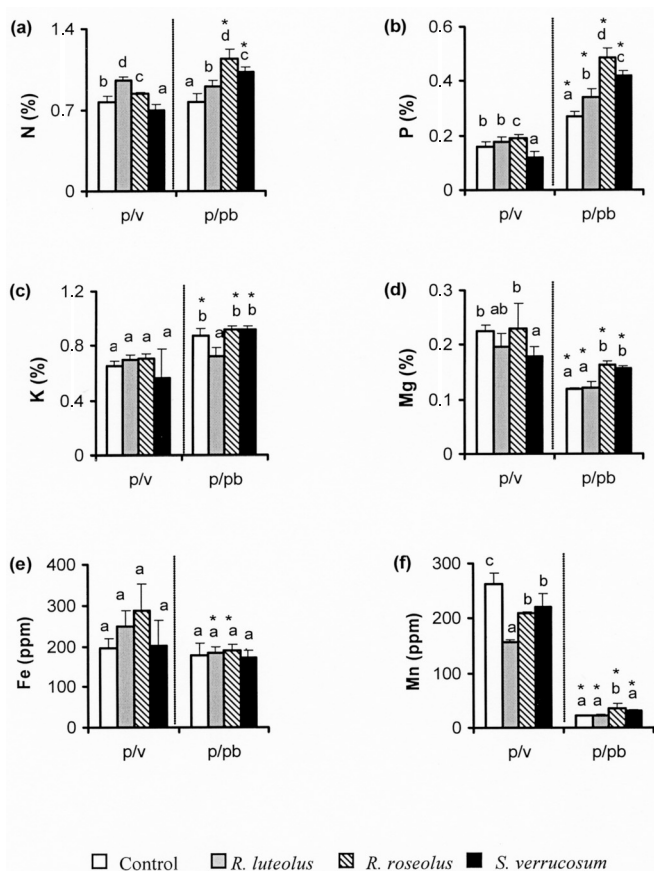 (a)
N (%)
1.4
0.7
0
b d c a
a b * d * c
p/v p/pb
(b)
P (%)
0.6
0.4
0.2
0
b b c a
* a * b * d * c
p/v p/pb
(c)
K (%)
1.2
0.8
0.4
0
a a a a
* b a * b * b
p/v p/pb
(d)
Mg (%)
0.3
0.2
0.1
0
b ab b a
* a * a * b * b
p/v p/pb
(e)
Fe (ppm)
400
300
200
100
0
a a a a
a * a * a a
p/v p/pb
(f)
Mn (ppm)
300
200
100
0
c a b b
* a * a * b * a
p/v p/pb
Control R. luteolus R. roseolus S. verrucosum